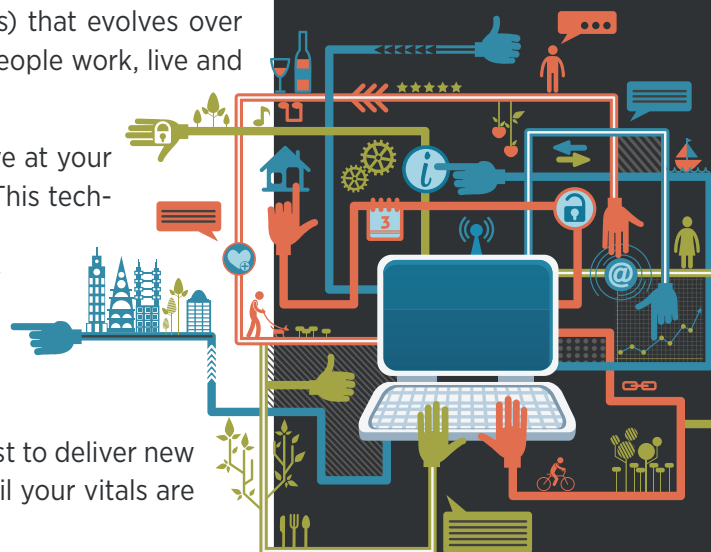 s) that evolves over
eople work, live and
e at your
This tech-
st to deliver new
il your vitals are
i
3
@